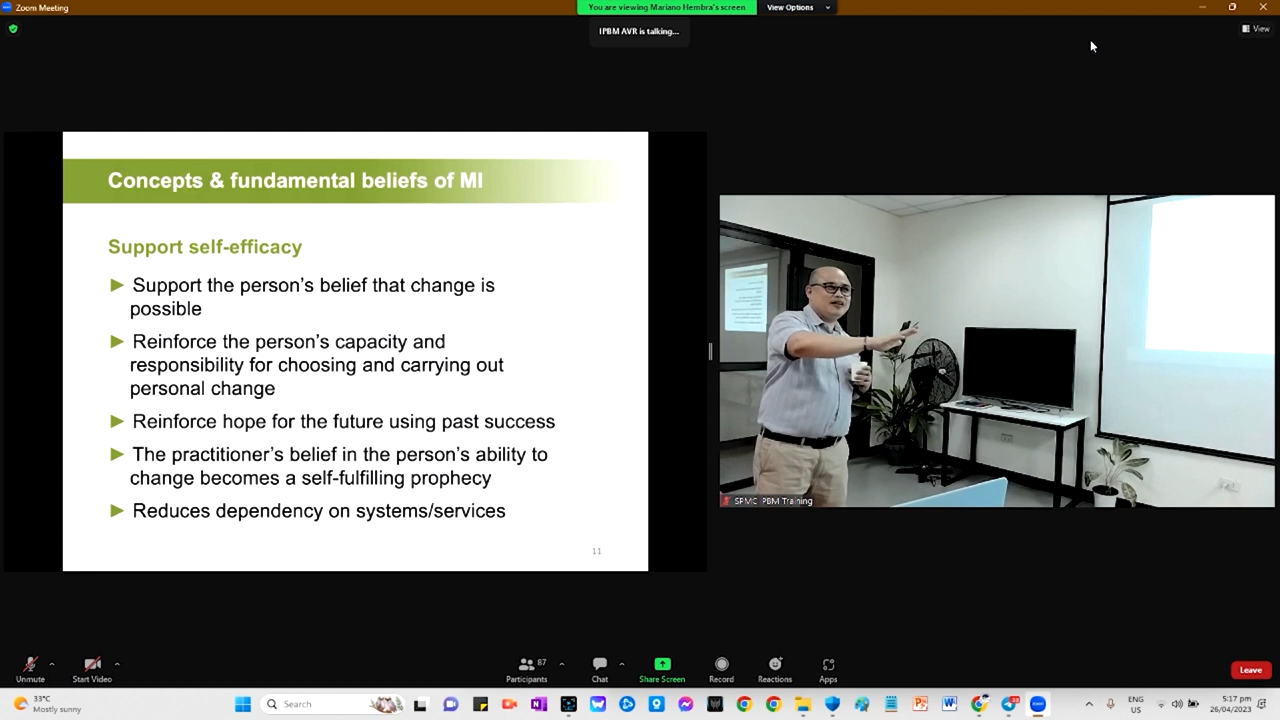 Zoom Meeting
You are viewing Mariano Hembra's screen
View Options
IPBM AVR is talking...
View
Concepts & fundamental beliefs of MI
Support self-efficacy
► Support the person's belief that change is
possible
► Reinforce the person's capacity and
responsibility for choosing and carrying out
personal change
► Reinforce hope for the future using past success
► The practitioner's belief in the person's ability to
change becomes a self-fulfilling prophecy
► Reduces dependency on systems/services
11
SPMC IPBM Training
Unmute
Start Video
87
Participants
Chat
Share Screen
Record
Reactions
Apps
Leave
33°C
Mostly sunny
Search
ENG
US
5:17 pm
26/04/2023